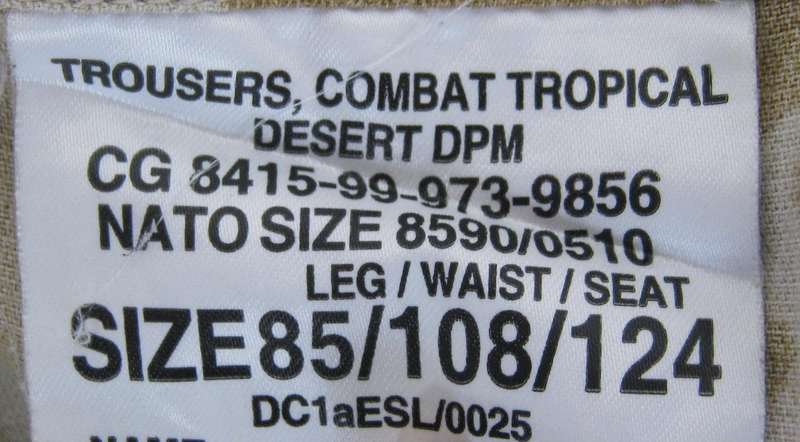 TROUSERS, COMBAT TROPICAL
DESERT DPM
CG 8415-99-973-9856
NATO SIZE 8590/0510
LEG / WAIST / SEAT
SIZE 85/108/124
DC1aESL/0025
NAME